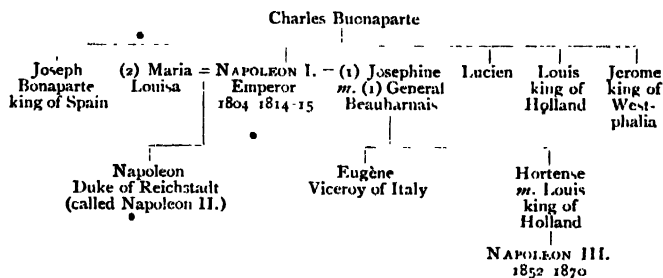 Charles Buonaparte
Joseph
Bonaparte
king of Spain
(2) Maria
Louisa
= NAPOLEON I. –
Emperor
1804 1814-15
(1) Josephine
m. (1) General
Beauharnais
Lucien
Louis
king of
Holland
Jerome
king of
West-
phalia
Napoleon
Duke of Reichstadt
(called Napoleon II.)
Eugène
Viceroy of Italy
Hortense
m. Louis
king of
Holland
NAPOLEON III.
1852 1870